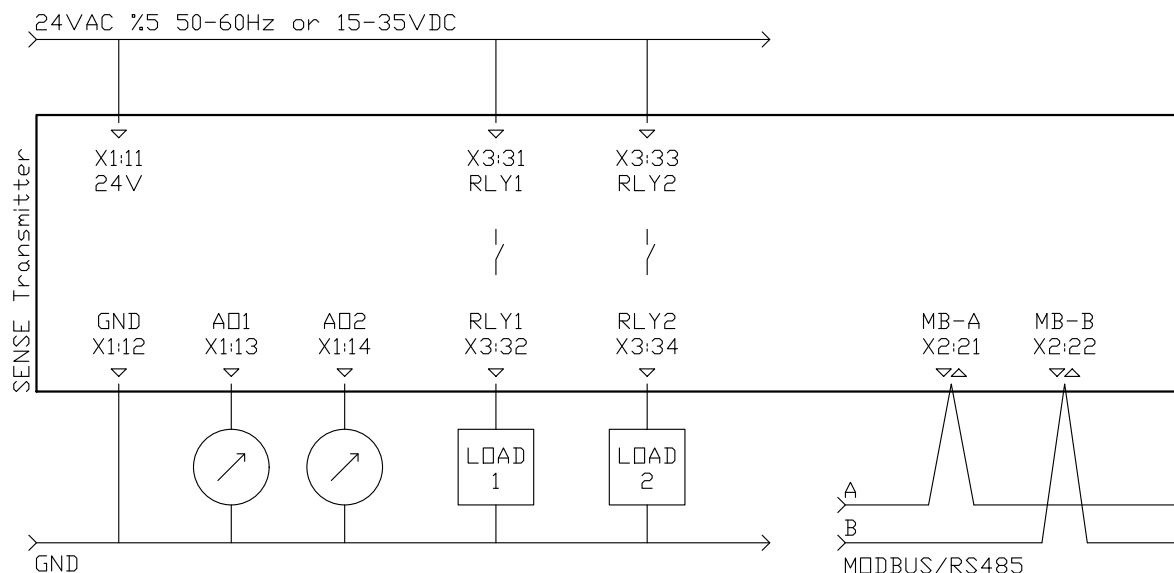 24VAC %5 50-60Hz or 15-35VDC
SENSE Transmitter
X1:11
24V
X3:31
RLY1
X3:33
RLY2
GND
X1:12
AO1
X1:13
AO2
X1:14
RLY1
X3:32
RLY2
X3:34
MB-A
X2:21
MB-B
X2:22
LOAD
1
LOAD
2
A
B
GND
MODBUS/RS485